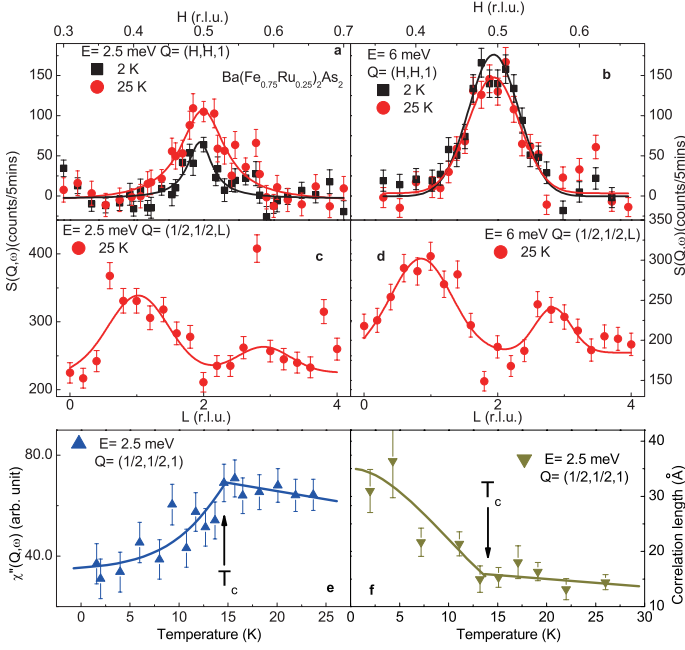 H (r.l.u.)
H (r.l.u.)
0.3 0.4 0.5 0.6 0.7
0.4 0.5 0.6
E= 2.5 meV Q= (H,H,1)
a
2 K
25 K
Ba(Fe0.75Ru0.25)2As2
E= 6 meV
Q= (H,H,1)
b
2 K
25 K
150
100
50
0
150
100
50
0
S(Q,ω)(counts/5mins)
S(Q,ω)(counts/5mins)
E= 2.5 meV Q= (1/2,1/2,L)
25 K
c
E= 6 meV Q= (1/2,1/2,L)
25 K
d
400
300
200
350
300
250
200
150
0 2 4
0 1 2 3 4
L (r.l.u.)
L (r.l.u.)
E= 2.5 meV
Q= (1/2,1/2,1)
Tc
e
E= 2.5 meV
Q= (1/2,1/2,1)
Tc
f
80.0
40.0
χ"(Q,ω) (arb. unit)
35
30
25
20
15
10
Correlation length (Å)
0 5 10 15 20 25
0 5 10 15 20 25 30
Temperature (K)
Temperature (K)